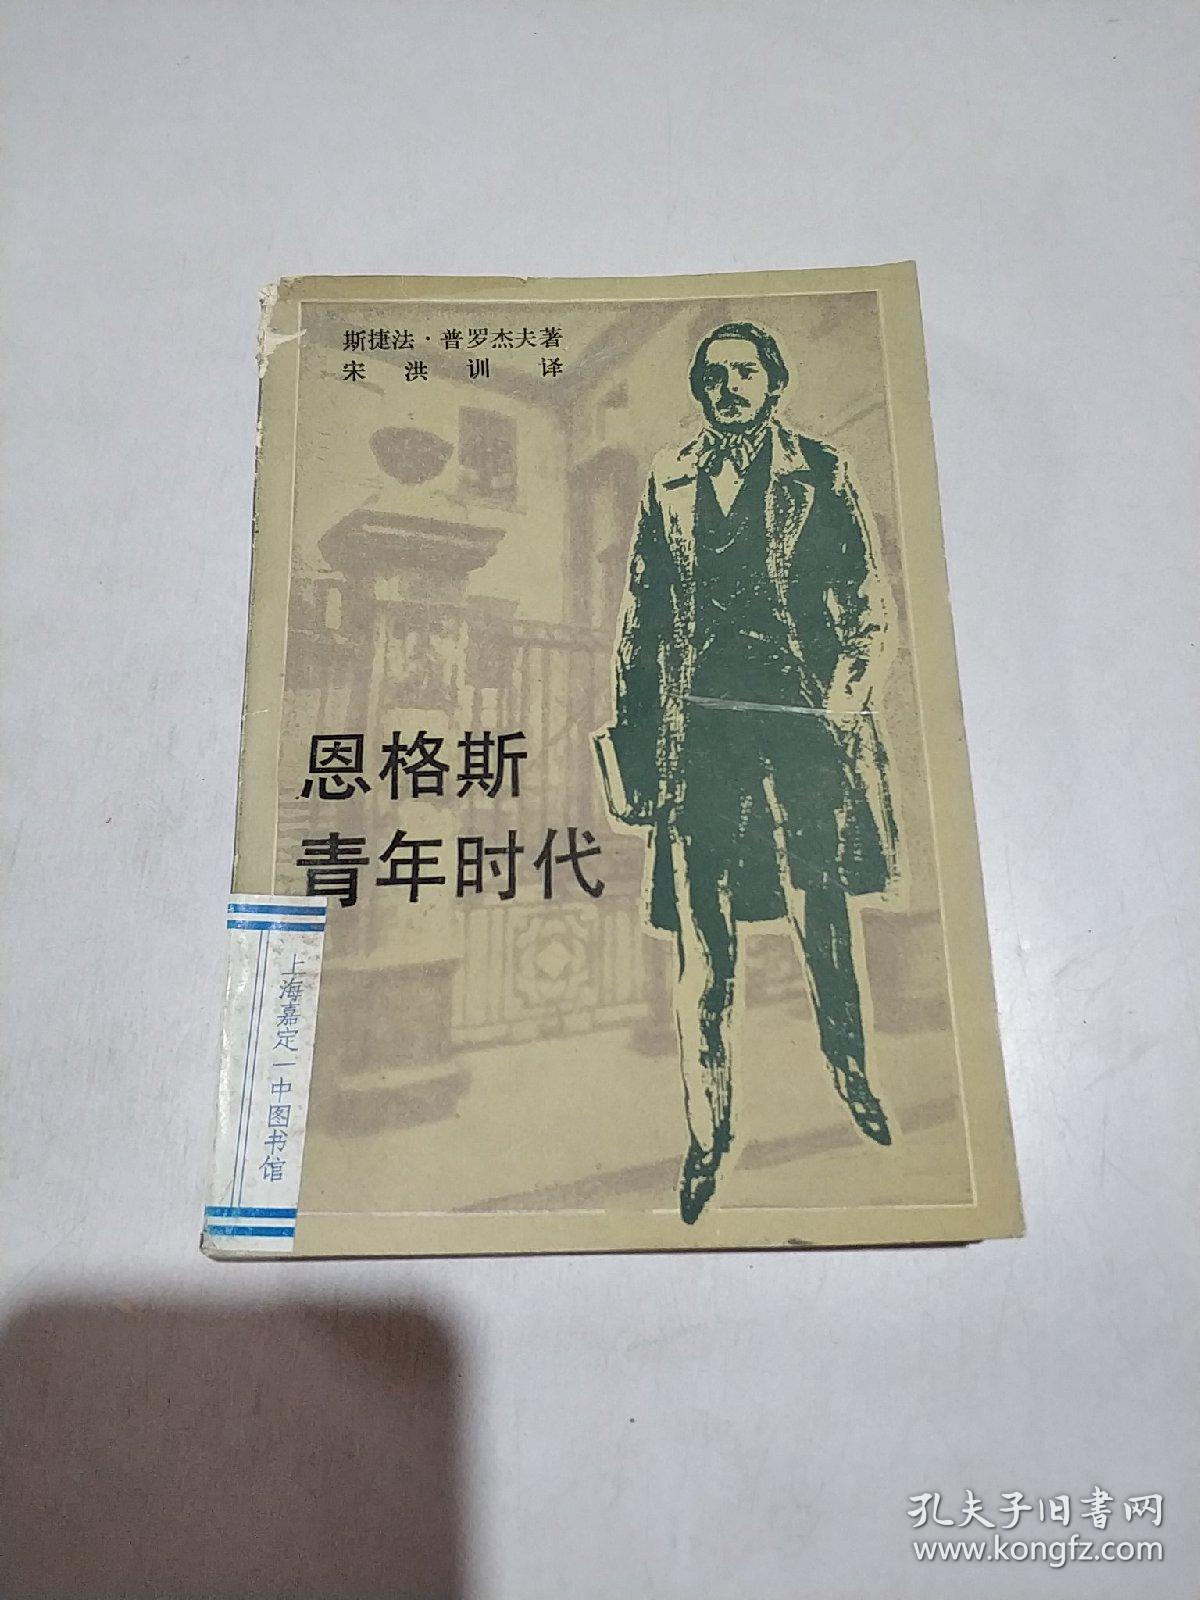 斯捷法·普罗杰夫著
宋洪训译
恩格斯
青年时代
上海嘉定一中图书馆
孔夫子旧书网
www.kongfz.com